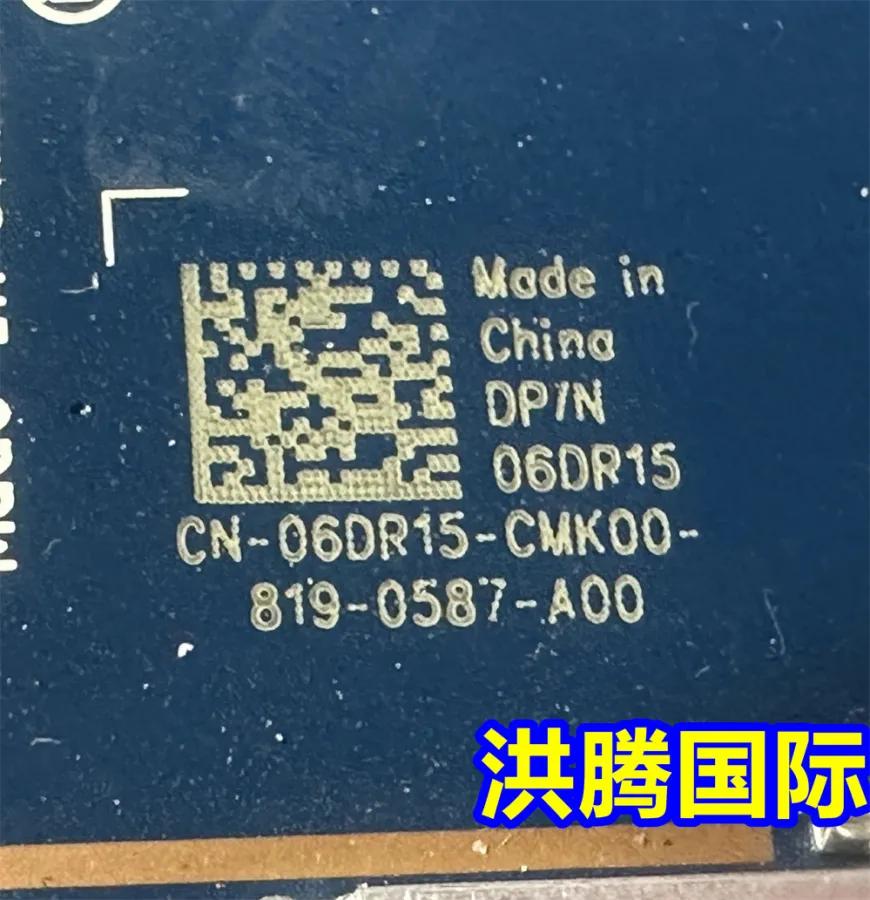 Made in
China
DP/N
06DR15
CN-06DR15-CMK00-
819-0587-A00
洪腾国际